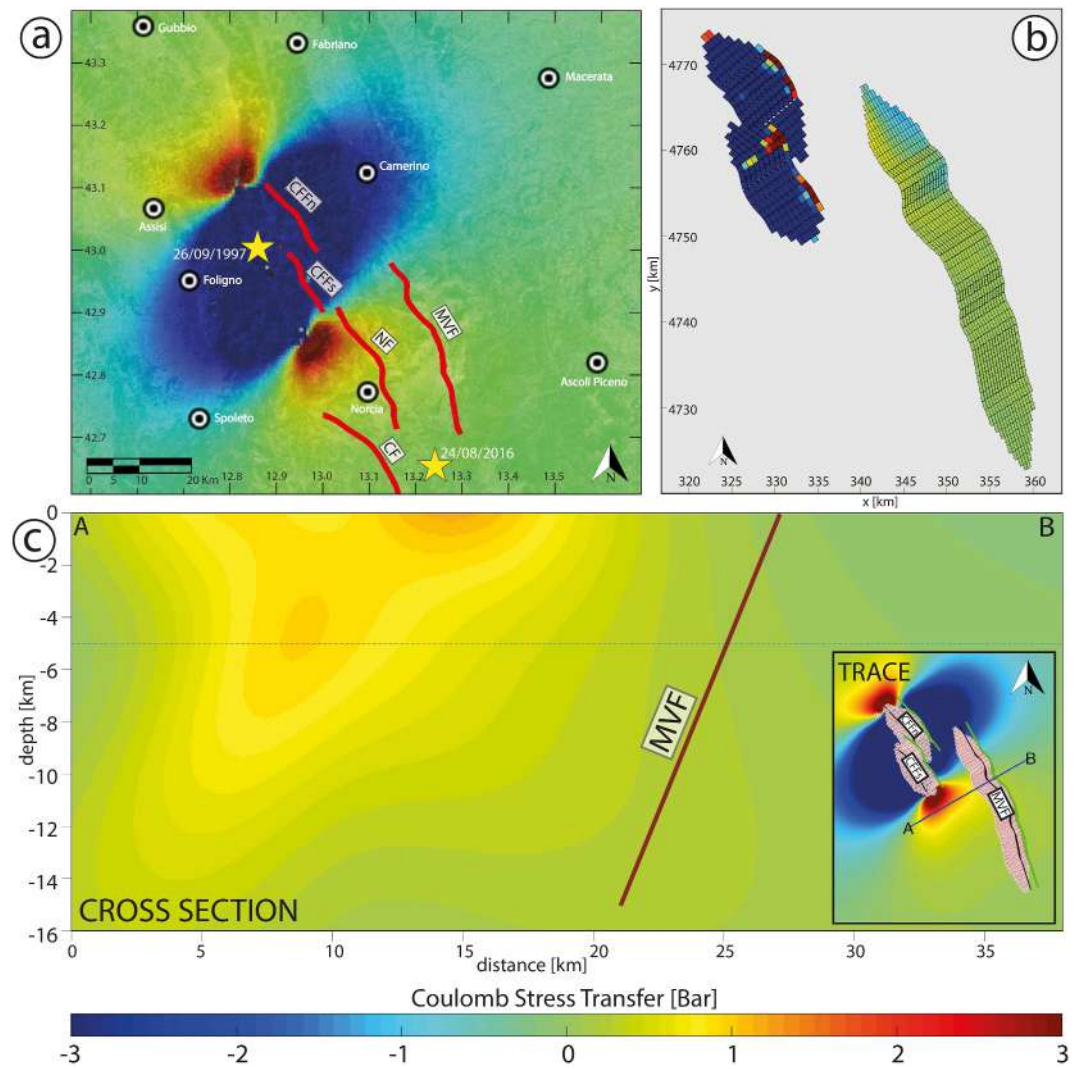 a
Gubbio
Fabriano
Macerata
Camerino
Assisi
Foligno
Spoleto
Norcia
Ascoli Piceno
CFFn
CFFs
NF
MVF
CF
26/09/1997
24/08/2016
43.3
43.2
43.1
43.0
42.9
42.8
42.7
0 5 10 20 Km
12.8 12.9 13.0 13.1 13.2 13.3 13.5 13.5
N
b
4770
4760
4750
4740
4730
y [km]
320 325 330 335 340 345 350 355 360
x [km]
N
c
A
B
0
-2
-4
-6
-8
-10
-12
-14
-16
depth [km]
MVF
CROSS SECTION
TRACE
N
CFFn
CFFs
MVF
A
B
0 5 10 15 20 25 30 35
distance [km]
Coulomb Stress Transfer [Bar]
-3 -2 -1 0 1 2 3